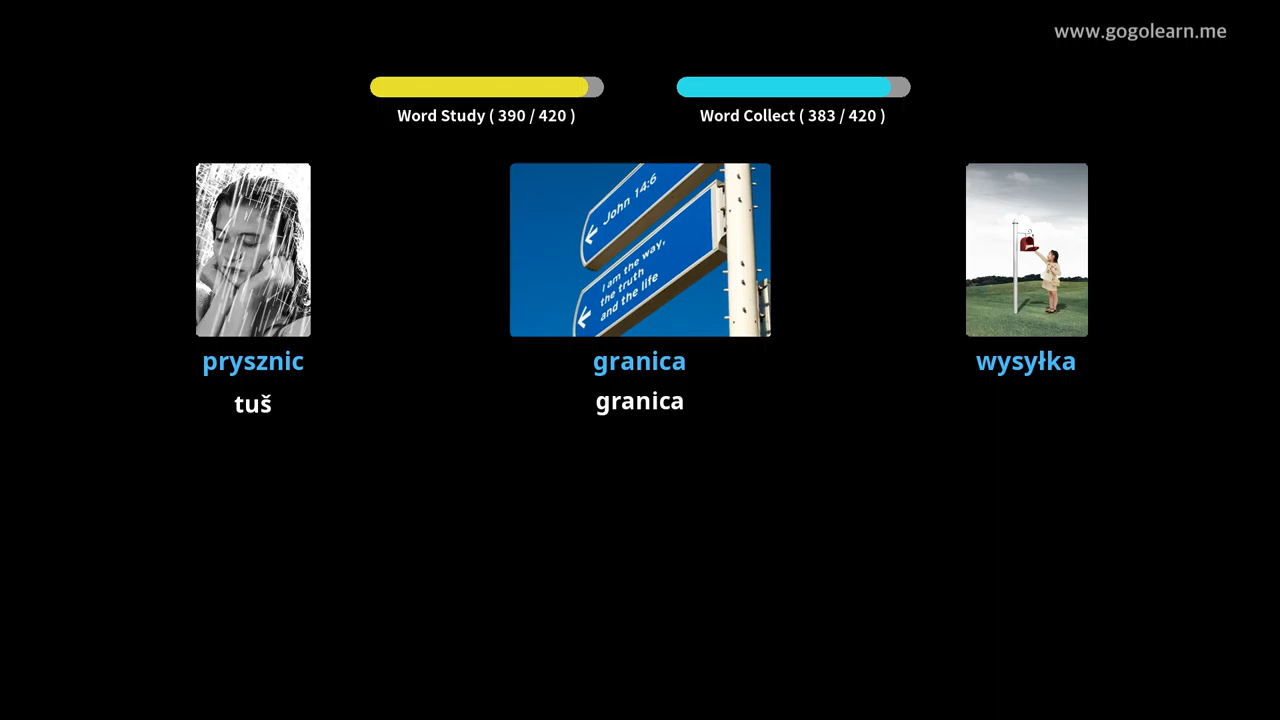 www.gogolearn.me
Word Study ( 390 / 420 )
Word Collect ( 383 / 420 )
John 14:6
I am the way,
the truth
and the life
prysznic
granica
wysyłka
tuš
granica